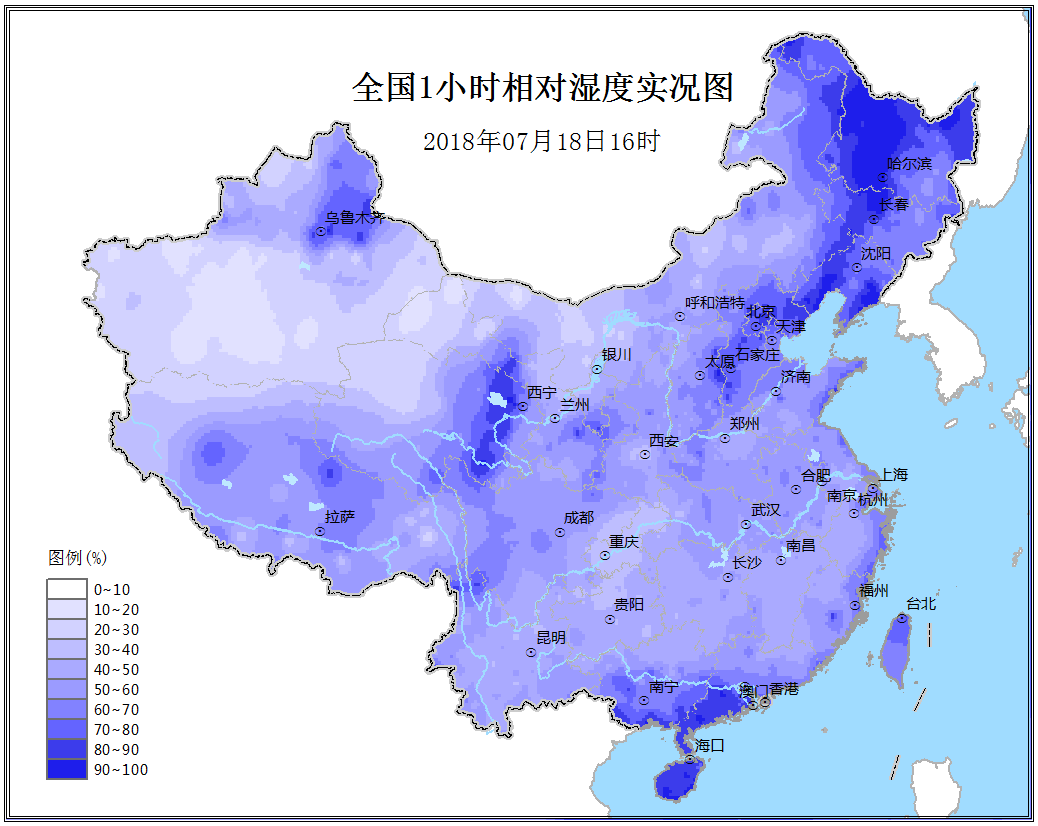 全国1小时相对湿度实况图
2018年07月18日16时
哈尔滨
长春
乌鲁木齐
沈阳
呼和浩特
北京
天津
银川
太原
石家庄
济南
西宁
兰州
郑州
西安
合肥
上海
南京
杭州
拉萨
成都
武汉
重庆
南昌
长沙
贵阳
福州
台北
昆明
南宁
澳门
香港
海口
图例(%)
0~10
10~20
20~30
30~40
40~50
50~60
60~70
70~80
80~90
90~100